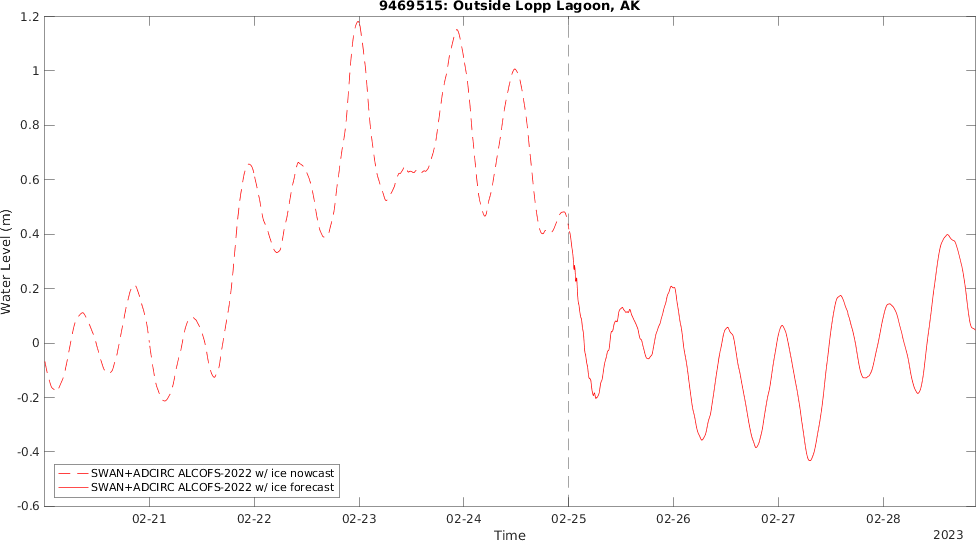 9469515: Outside Lopp Lagoon, AK
Water Level (m)
1.2
1
0.8
0.6
0.4
0.2
0
-0.2
-0.4
-0.6
SWAN+ADCIRC ALCOFS-2022 w/ ice nowcast
SWAN+ADCIRC ALCOFS-2022 w/ ice forecast
02-21 02-22 02-23 02-24 02-25 02-26 02-27 02-28
Time
2023